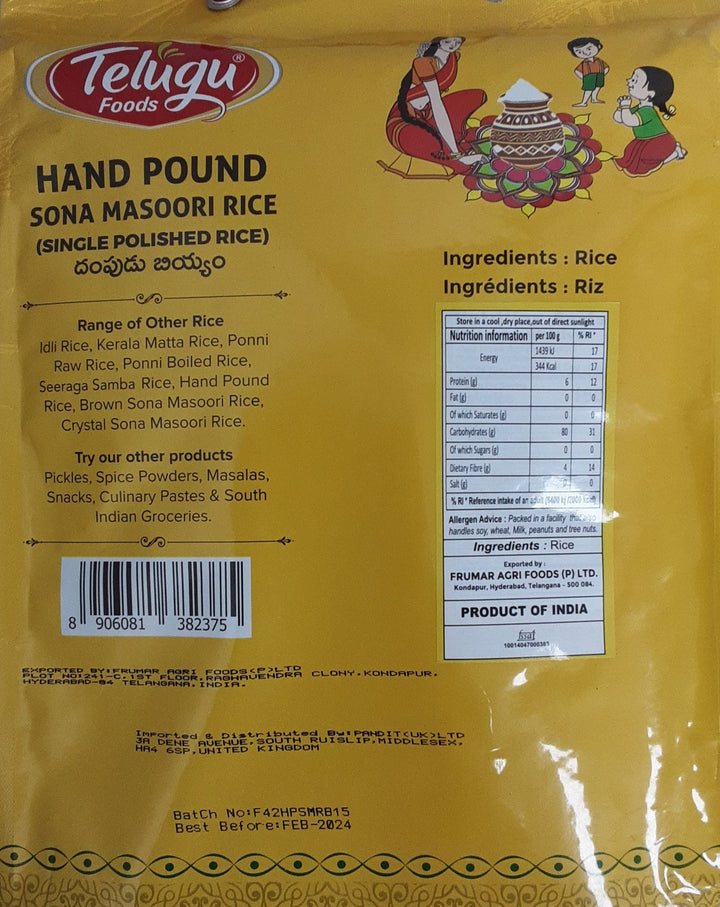 Telugu®
Foods
HAND POUND
SONA MASOORI RICE
(SINGLE POLISHED RICE)
దంపుడు బియ్యం
Range of Other Rice
Idli Rice, Kerala Matta Rice, Ponni
Raw Rice, Ponni Boiled Rice,
Seeraga Samba Rice, Hand Pound
Rice, Brown Sona Masoori Rice,
Crystal Sona Masoori Rice.
Try our other products
Pickles, Spice Powders, Masalas,
Snacks, Culinary Pastes & South
Indian Groceries.
8 906081 382375
Ingredients : Rice
Ingrédients : Riz
Store in a cool ,dry place,out of direct sunlight
Nutrition information per 100 g % RI *
Energy 1439 kJ 17
344 Kcal 17
Protein (g) 6 12
Fat (g) 0 0
Of which Saturates (g) 0 0
Carbohydrates (g) 80 31
Of which Sugars (g) 0 0
Dietary Fibre (g) 4 14
Salt (g) 0
% RI * Reference intake of an adult
Allergen Advice : Packed in a facility that also
handles soy, wheat, Milk, peanuts and tree nuts.
Ingredients : Rice
Exported by :
FRUMAR AGRI FOODS (P) LTD.
Kondapur, Hyderabad, Telangana - 500 084.
PRODUCT OF INDIA
fssai
EXPORTED BY:FRUMAR AGRI FOODS<P>LTD
PLOT NO:241-C,1ST FLOOR,RAGHAVENDRA CLONY,KONDAPUR,
HYDERABAD-84 TELANGANA.INDIA.
Imported & Distributed By:PANDIT<UK>LTD
3A DENE AVENUE,SOUTH RUISLIP,MIDDLESEX,
HA4 6SP,UNITED KINGDOM
BatCh No:F42HPSMRB15
Best Before:FEB-2024